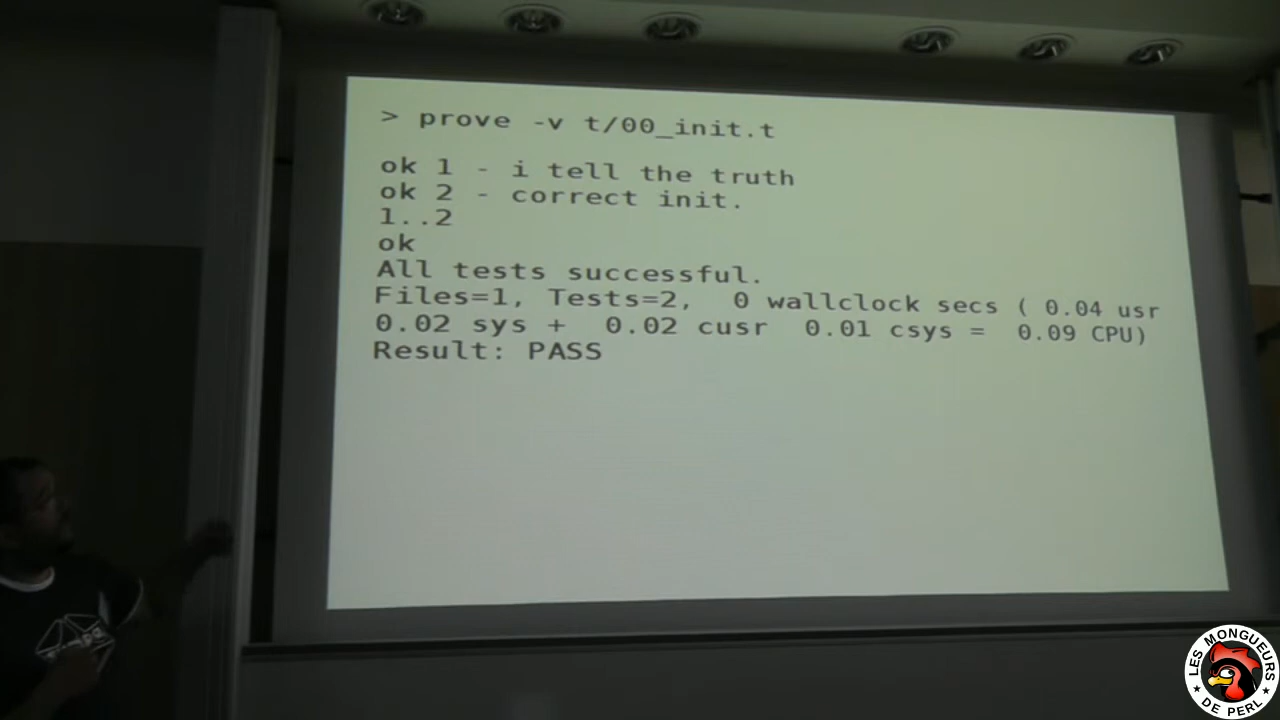 > prove -v t/00_init.t
ok 1 - i tell the truth
ok 2 - correct init.
1..2
ok
All tests successful.
Files=1, Tests=2,  0 wallclock secs ( 0.04 usr
0.02 sys +  0.02 cusr  0.01 csys =  0.09 CPU)
Result: PASS
LES MONGUEURS
DE PERL